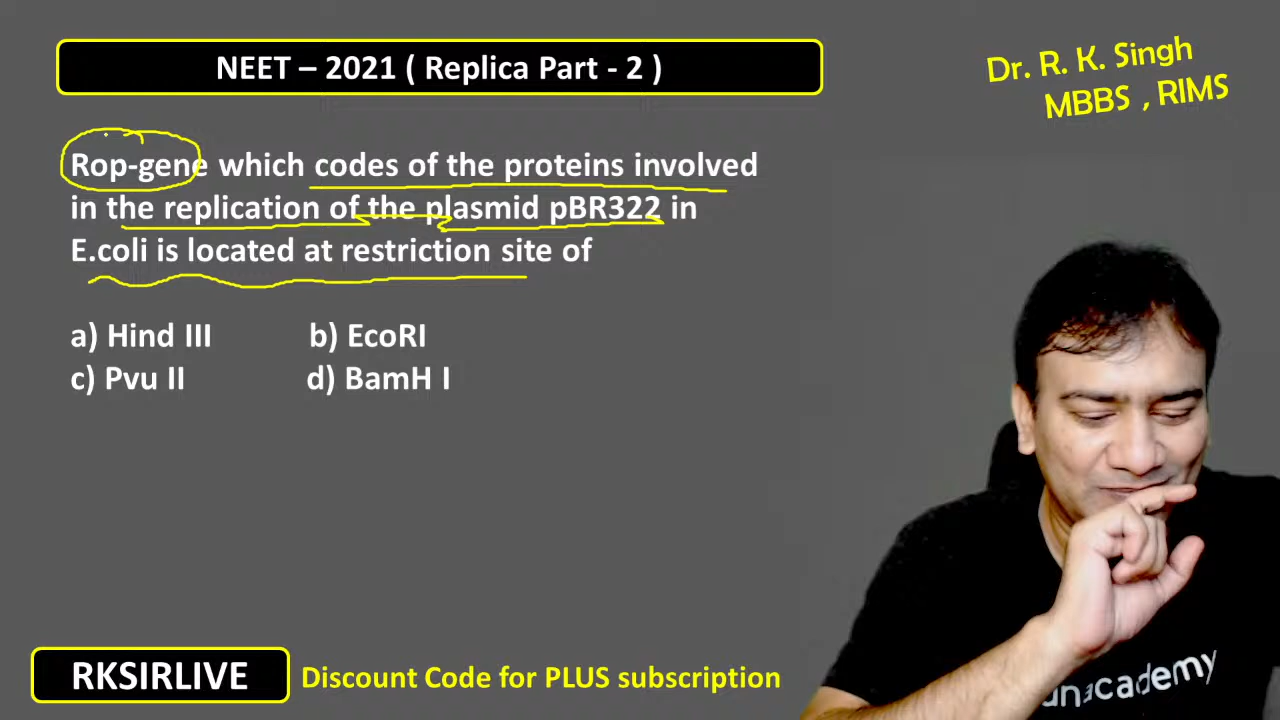 NEET – 2021 ( Replica Part - 2 )
Dr. R. K. Singh
MBBS , RIMS
Rop-gene which codes of the proteins involved
in the replication of the plasmid pBR322 in
E.coli is located at restriction site of
a) Hind III b) EcoRI
c) Pvu II d) BamH I
RKSIRLIVE Discount Code for PLUS subscription
unacademy